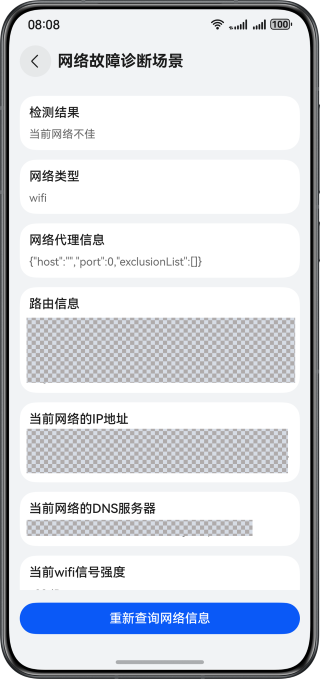 08:08
100
网络故障诊断场景
检测结果
当前网络不佳
网络类型
wifi
网络代理信息
{"host":"","port":0,"exclusionList":[]}
路由信息
当前网络的IP地址
当前网络的DNS服务器
当前wifi信号强度
重新查询网络信息